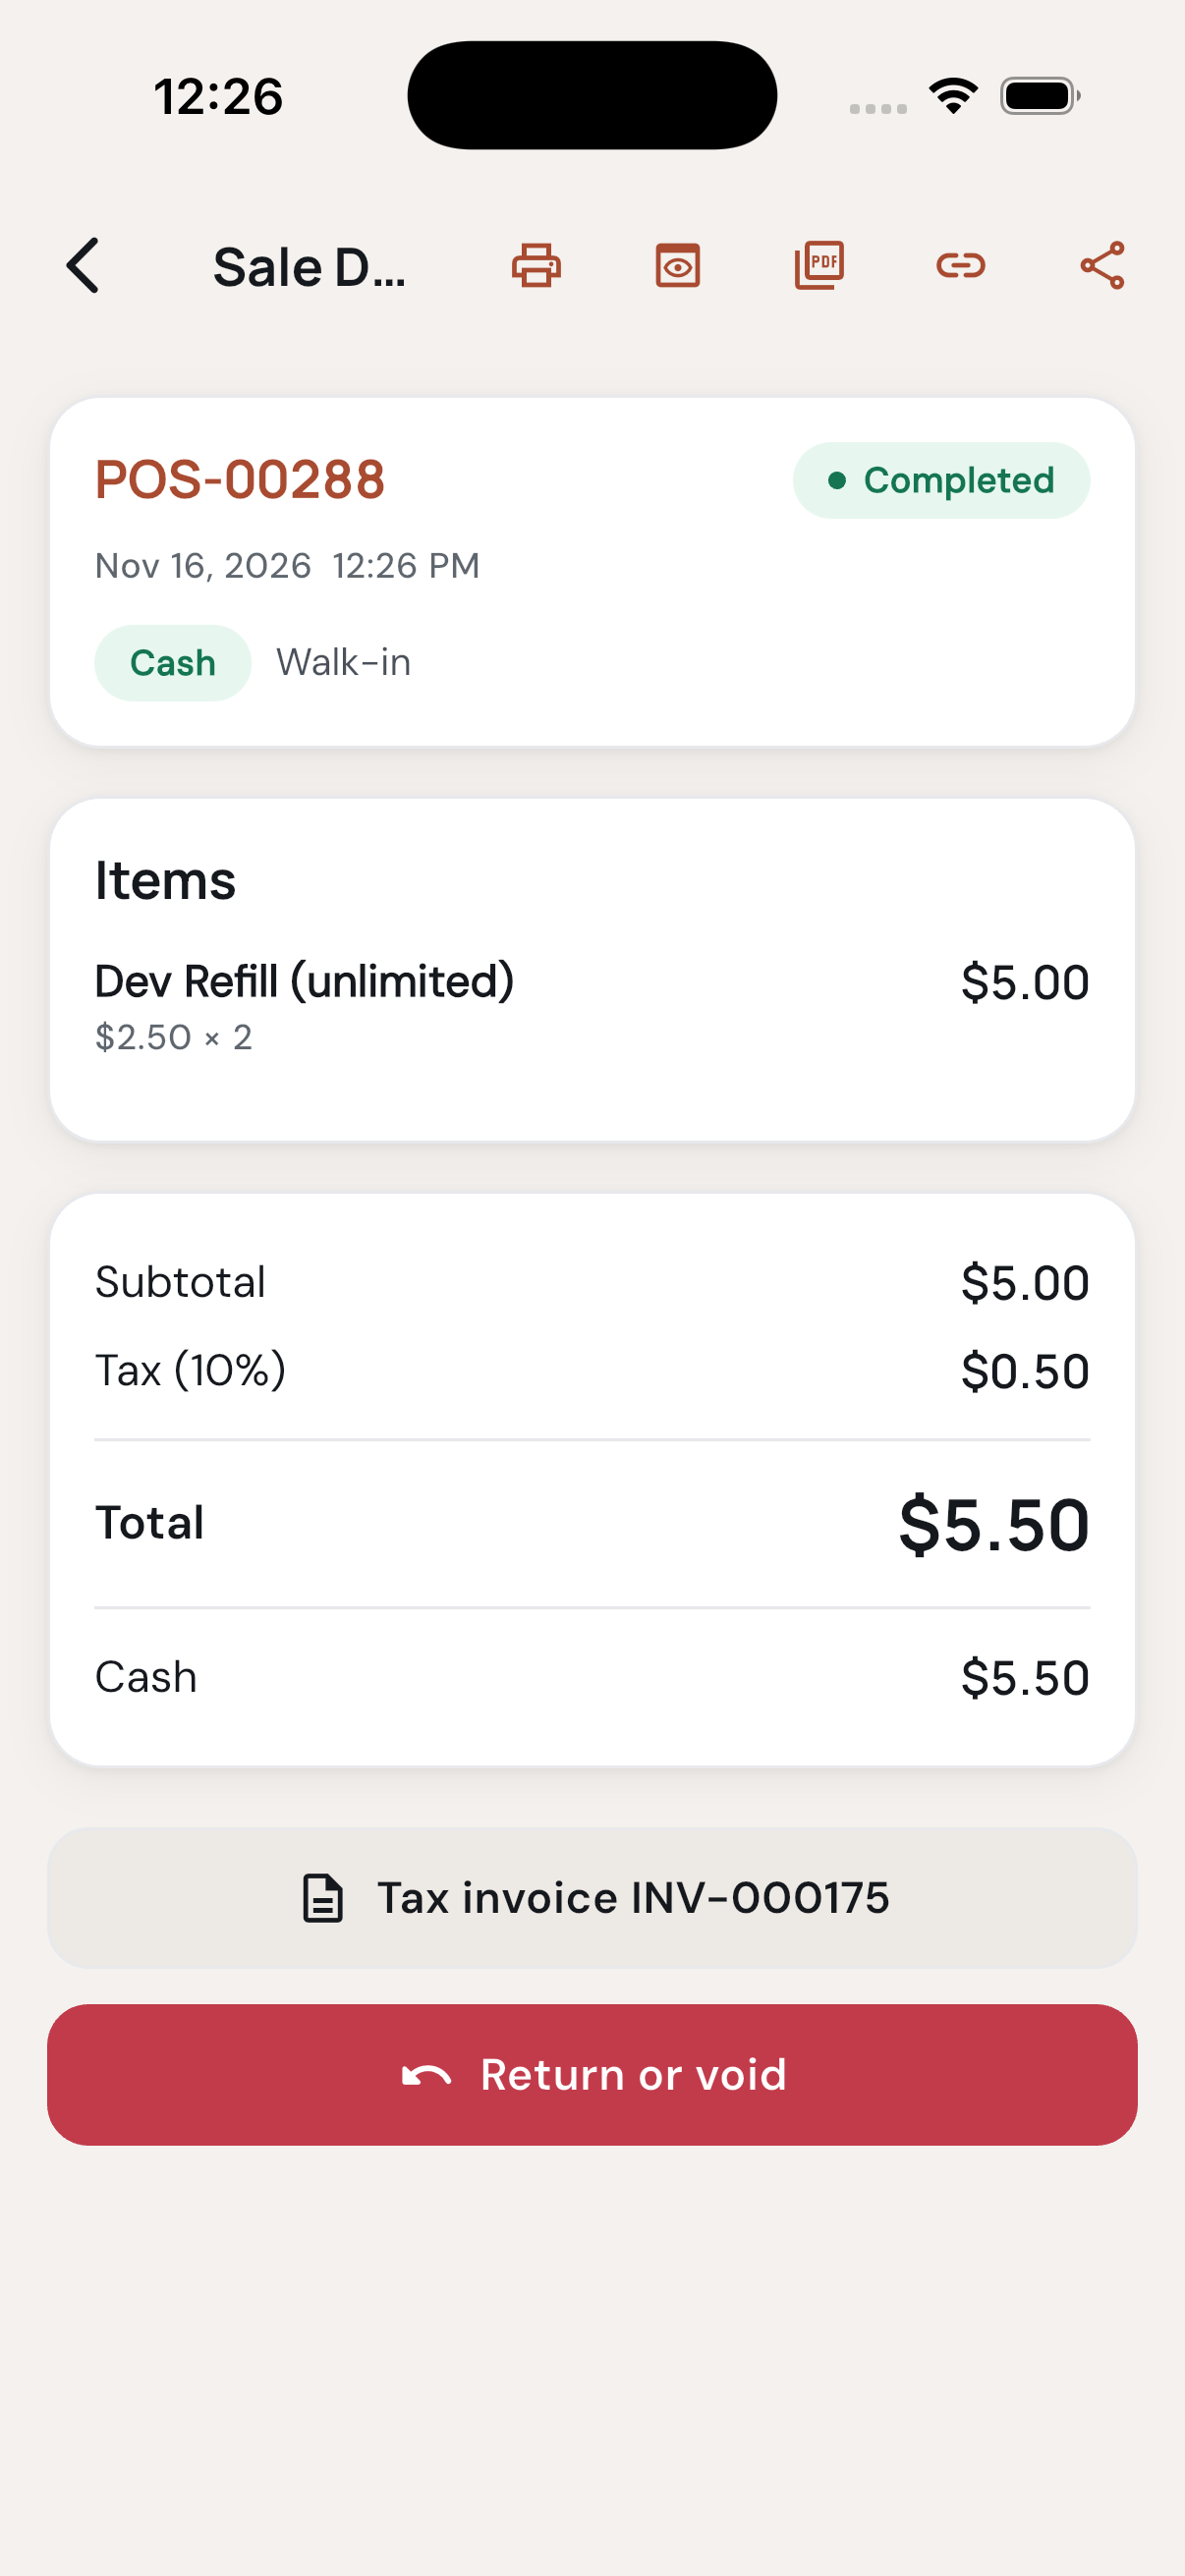 12:26
Sale D...
PDF
POS-00288
Completed
Nov 16, 2026 12:26 PM
Cash
Walk-in
Items
Dev Refill (unlimited)
$5.00
$2.50 × 2
Subtotal
$5.00
Tax (10%)
$0.50
Total
$5.50
Cash
$5.50
Tax invoice INV-000175
Return or void